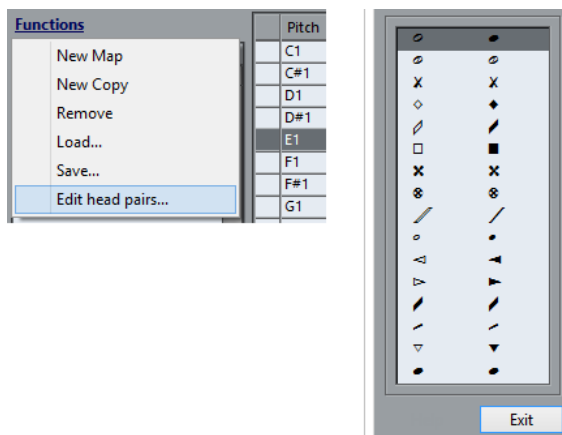 Functions
New Map
New Copy
Remove
Load...
Save...
Edit head pairs...
Pitch
C1
C#1
D1
D#1
E1
F1
F#1
G1
Exit